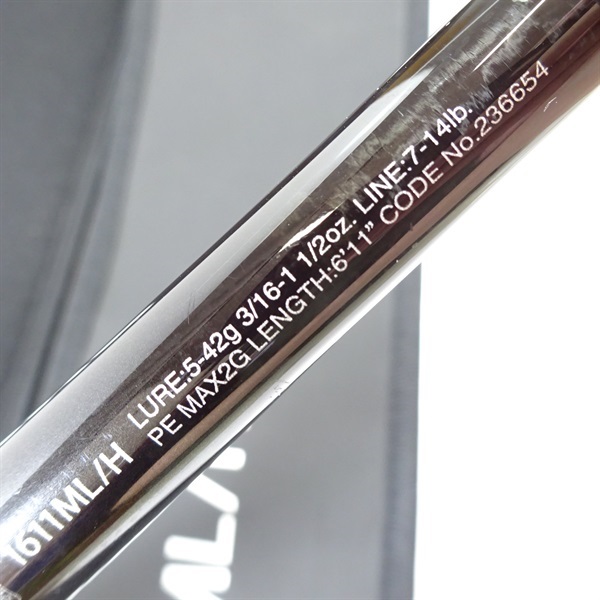 1611ML/H LURE:5-42g 3/16-1 1/2oz. LINE:7-14lb.
PE MAX2G LENGTH:6'11" CODE No.236654
ML/